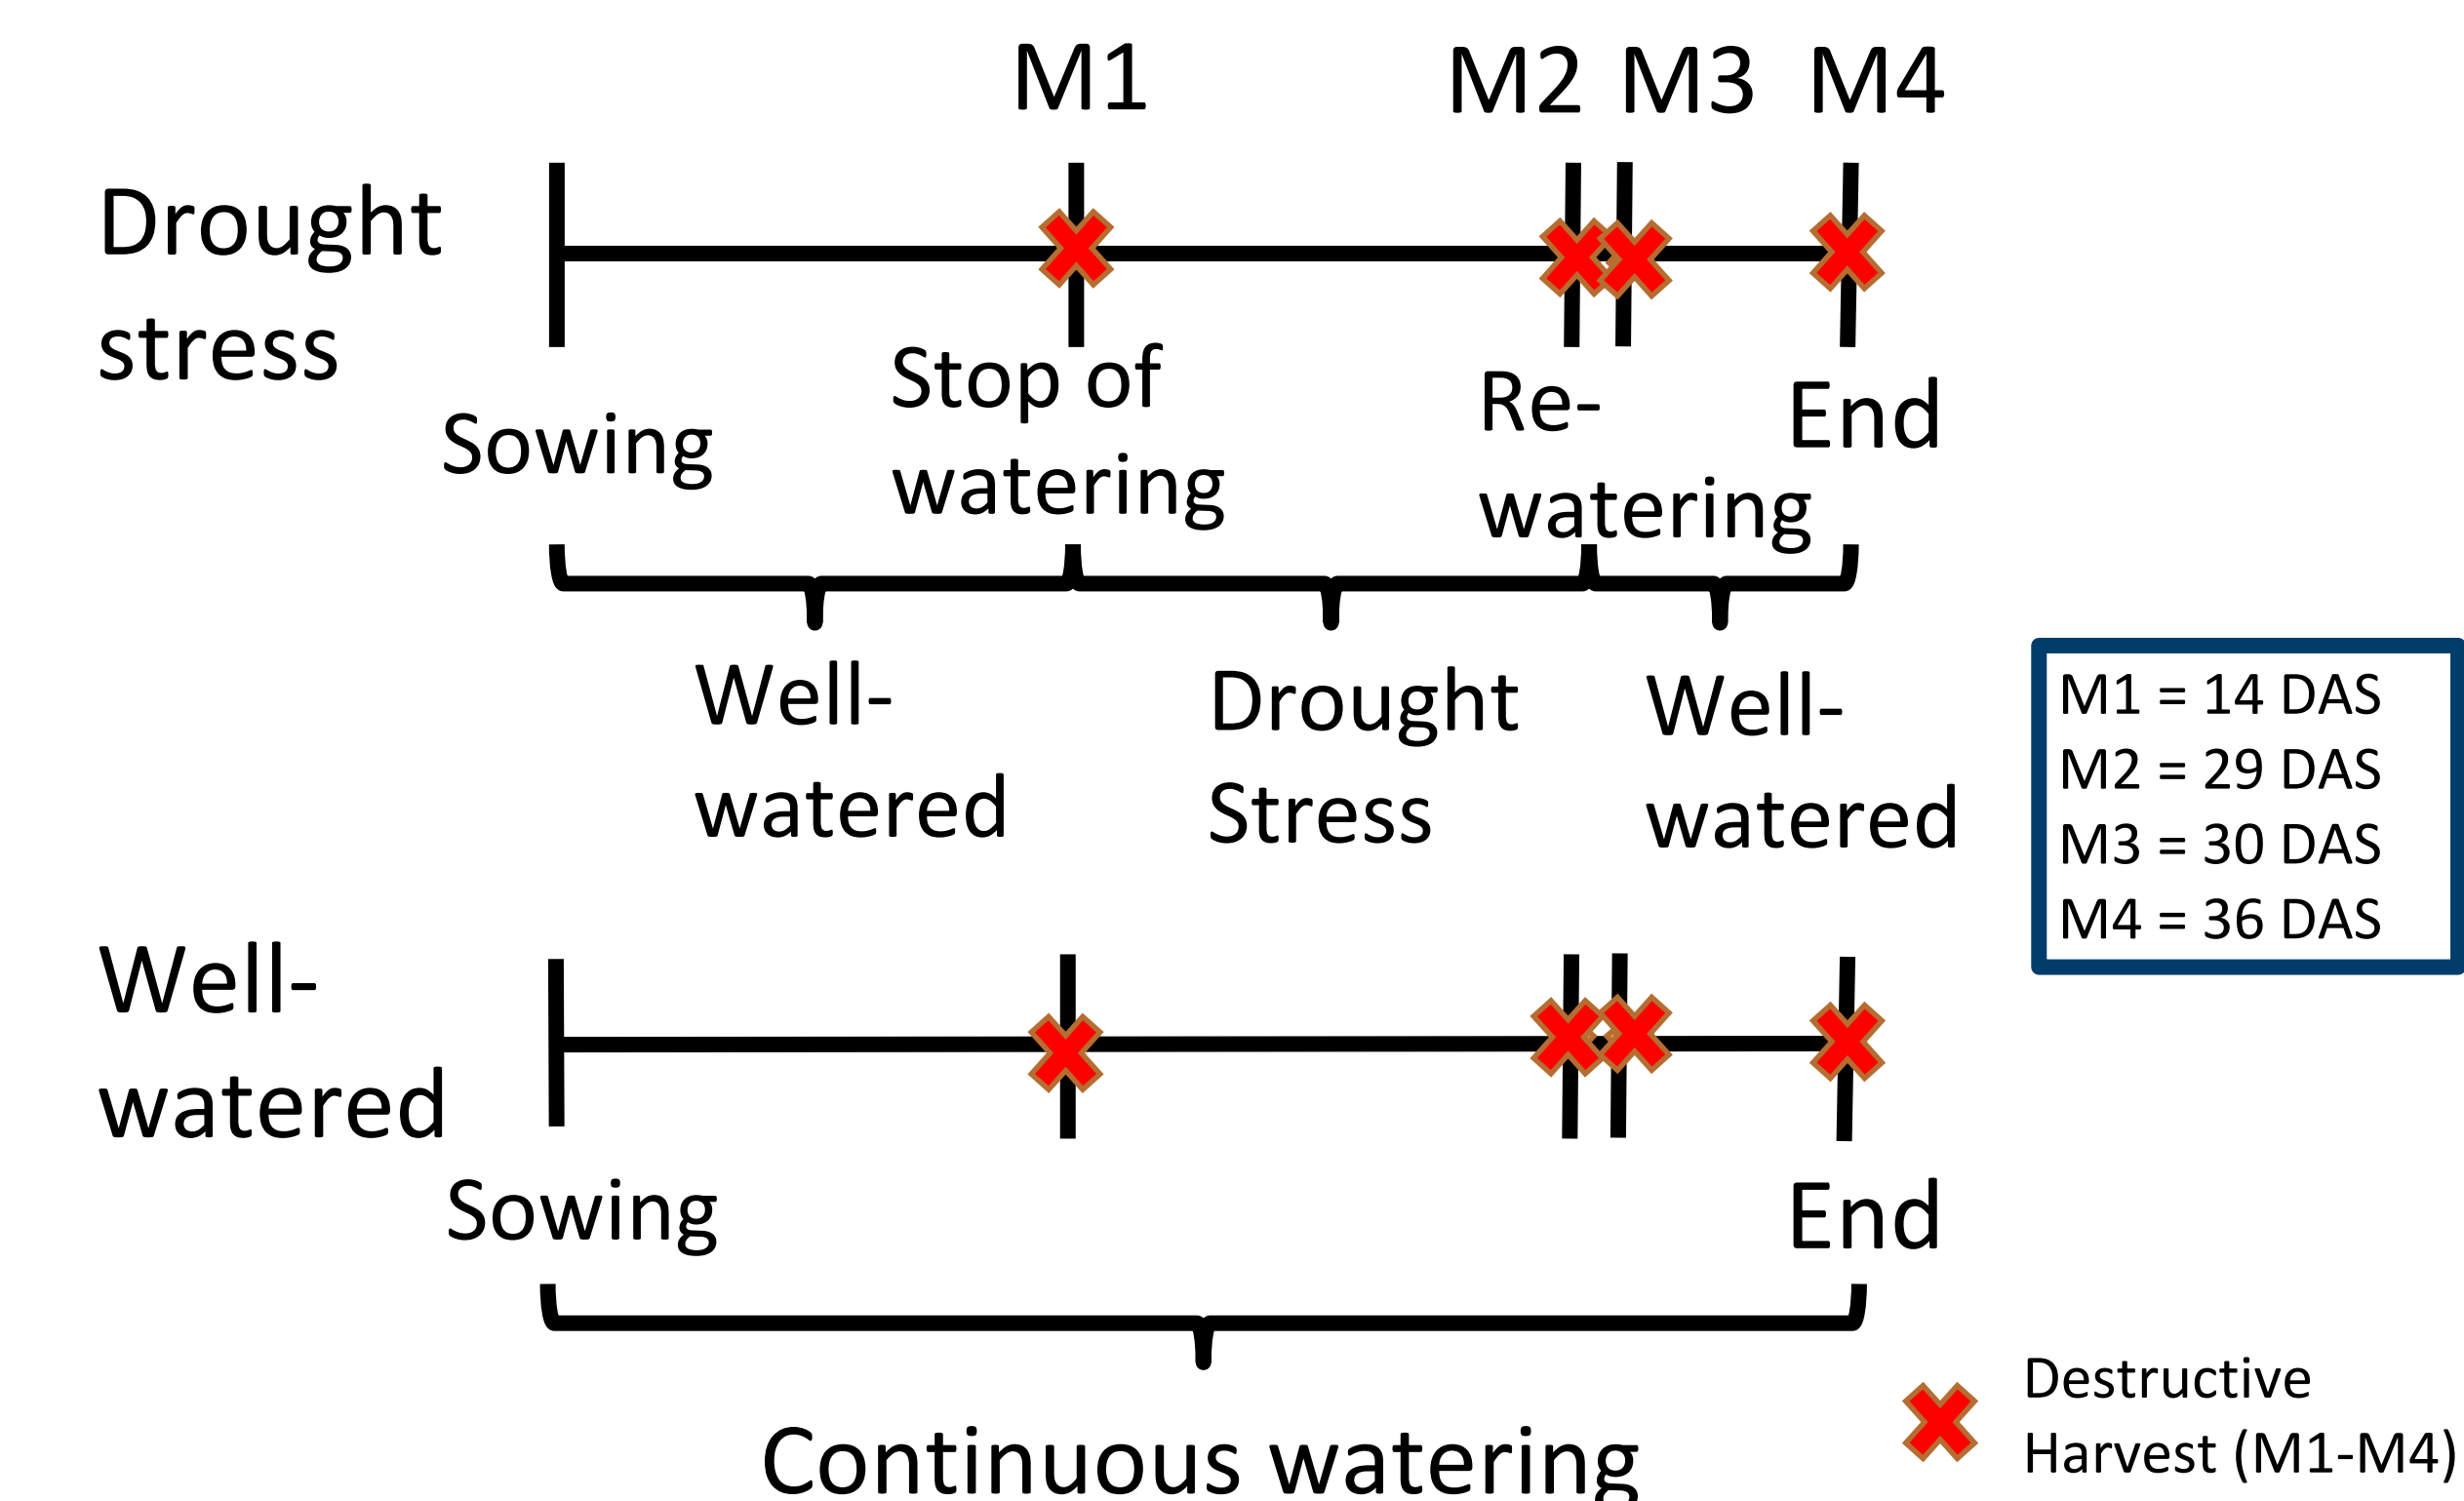 M1 M2 M3 M4
Drought
stress
Sowing
Stop of
watering
Re-
watering
End
Well-
watered
Drought
Stress
Well-
watered
M1 = 14 DAS
M2 = 29 DAS
M3 = 30 DAS
M4 = 36 DAS
Well-
watered
Sowing
End
Continuous watering
Destructive
Harvest (M1-M4)